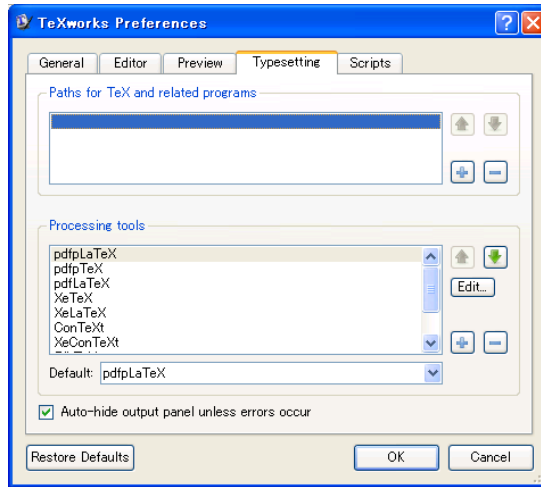 TeXworks Preferences
General Editor Preview Typesetting Scripts
Paths for TeX and related programs
Processing tools
pdfpLaTeX
pdfpTeX
pdfLaTeX
XeTeX
XeLaTeX
ConTeXt
XeConTeXt
Edit...
Default: pdfpLaTeX
Auto-hide output panel unless errors occur
Restore Defaults OK Cancel